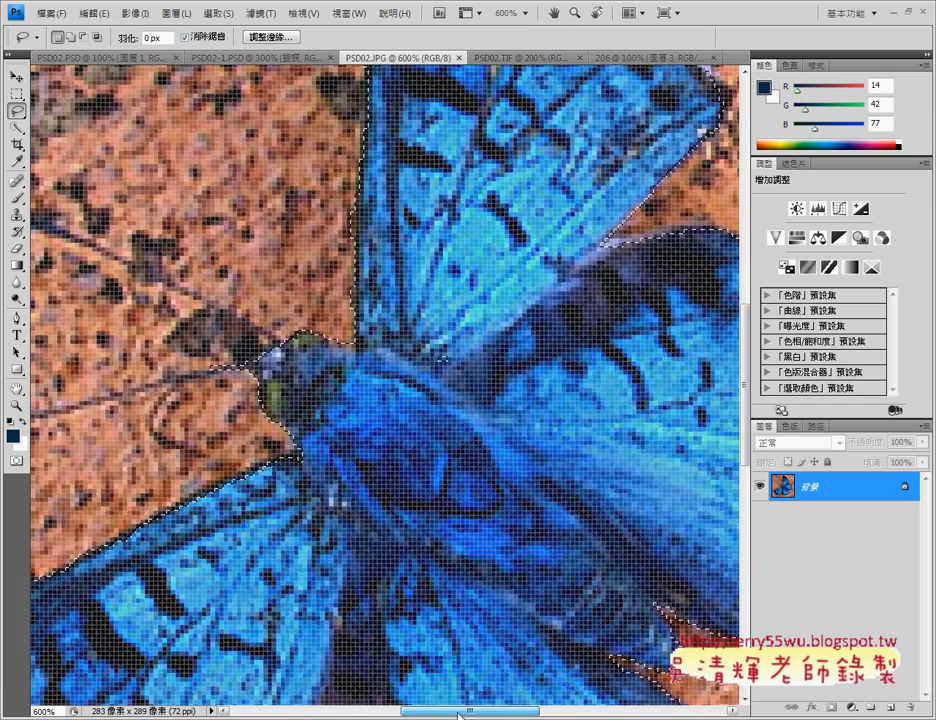 Ps 檔案(F) 編輯(E) 影像(I) 圖層(L) 選取(S) 濾鏡(T) 檢視(V) 視窗(W) 說明(H) Br 600% 基本功能
羽化: 0 px 消除鋸齒 調整邊緣...
PSD02.PSD @ 100% (圖層 1, RG... × PSD02-1.PSD @ 300% (蝴蝶, RG... × PSD02.JPG @ 600% (RGB/8) × PSD02.TIF @ 200% (RG... × 206 @ 100% (圖層 3, RGB/... ×
顏色 色票 樣式
R 14
G 42
B 77
調整 遮色片
增加調整
「色階」預設集
「曲線」預設集
「曝光度」預設集
「色相/飽和度」預設集
「黑白」預設集
「色版混合器」預設集
「選取顏色」預設集
圖層 色版 路徑
正常 不透明度: 100%
鎖定: 填滿: 100%
背景
http://terry55wu.blogspot.tw
吳清輝老師錄製
600% 283 像素 x 289 像素 (72 ppi)